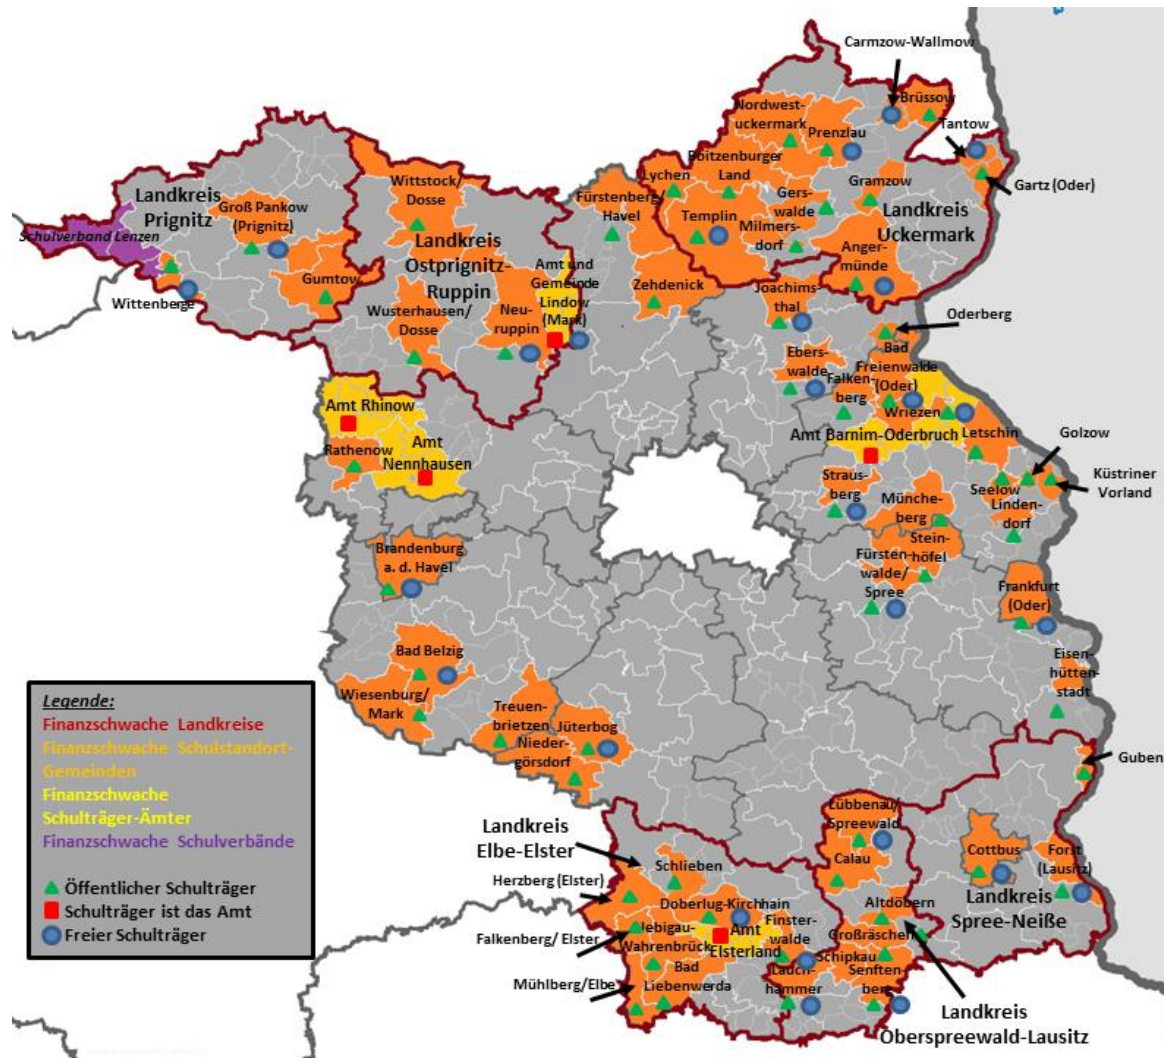 Carmzow-Wallmow
Brüssow
Nordwest-
uckermark
Prenzlau
Tantow
Boitzenburger
Land
Lychen
Gartz (Oder)
Gers-
walde
Gramzow
Landkreis
Uckermark
Templin
Milmers-
dorf
Anger-
münde
Fürstenberg/
Havel
Zehdenick
Landkreis
Prignitz
Groß Pankow
(Prignitz)
Schulverband Lenzen
Wittenberge
Gumtow
Wittstock/
Dosse
Landkreis
Ostprignitz-
Ruppin
Amt und
Gemeinde
Lindow
(Mark)
Wusterhausen/
Dosse
Neu-
ruppin
Joachims-
thal
Oderberg
Ebers-
walde
Bad
Freienwalde
(Oder)
Falken
berg
Wriezen
Amt Barnim-Oderbruch
Letschin
Golzow
Küstriner
Vorland
Seelow
Linden-
dorf
Amt Rhinow
Amt
Nennhausen
Rathenow
Straus-
berg
Münche-
berg
Stein-
höfel
Fürsten
walde/
Spree
Frankfurt
(Oder)
Eisen-
hütten-
stadt
Brandenburg
a. d. Havel
Bad Belzig
Wiesenburg/
Mark
Treuen-
brietzen
Nieder-
görsdorf
Jüterbog
Guben
Lübbenau/
Spreewald
Calau
Cottbus
Forst
(Lausitz)
Landkreis
Spree-Neiße
Landkreis
Elbe-Elster
Schlieben
Herzberg (Elster)
Doberlug-Kirchhain
Falkenberg/ Elster
Uebigau-
Wahrenbrück
Amt
Elsterland
Finster-
walde
Mühlberg/Elbe
Bad
Liebenwerda
Altdöbern
Großräschen
Schipkau
Senften-
berg
Lauch-
hammer
Landkreis
Oberspreewald-Lausitz
Legende:
Finanzschwache Landkreise
Finanzschwache Schulstandort-
Gemeinden
Finanzschwache
Schulträger-Ämter
Finanzschwache Schulverbände
Öffentlicher Schulträger
Schulträger ist das Amt
Freier Schulträger